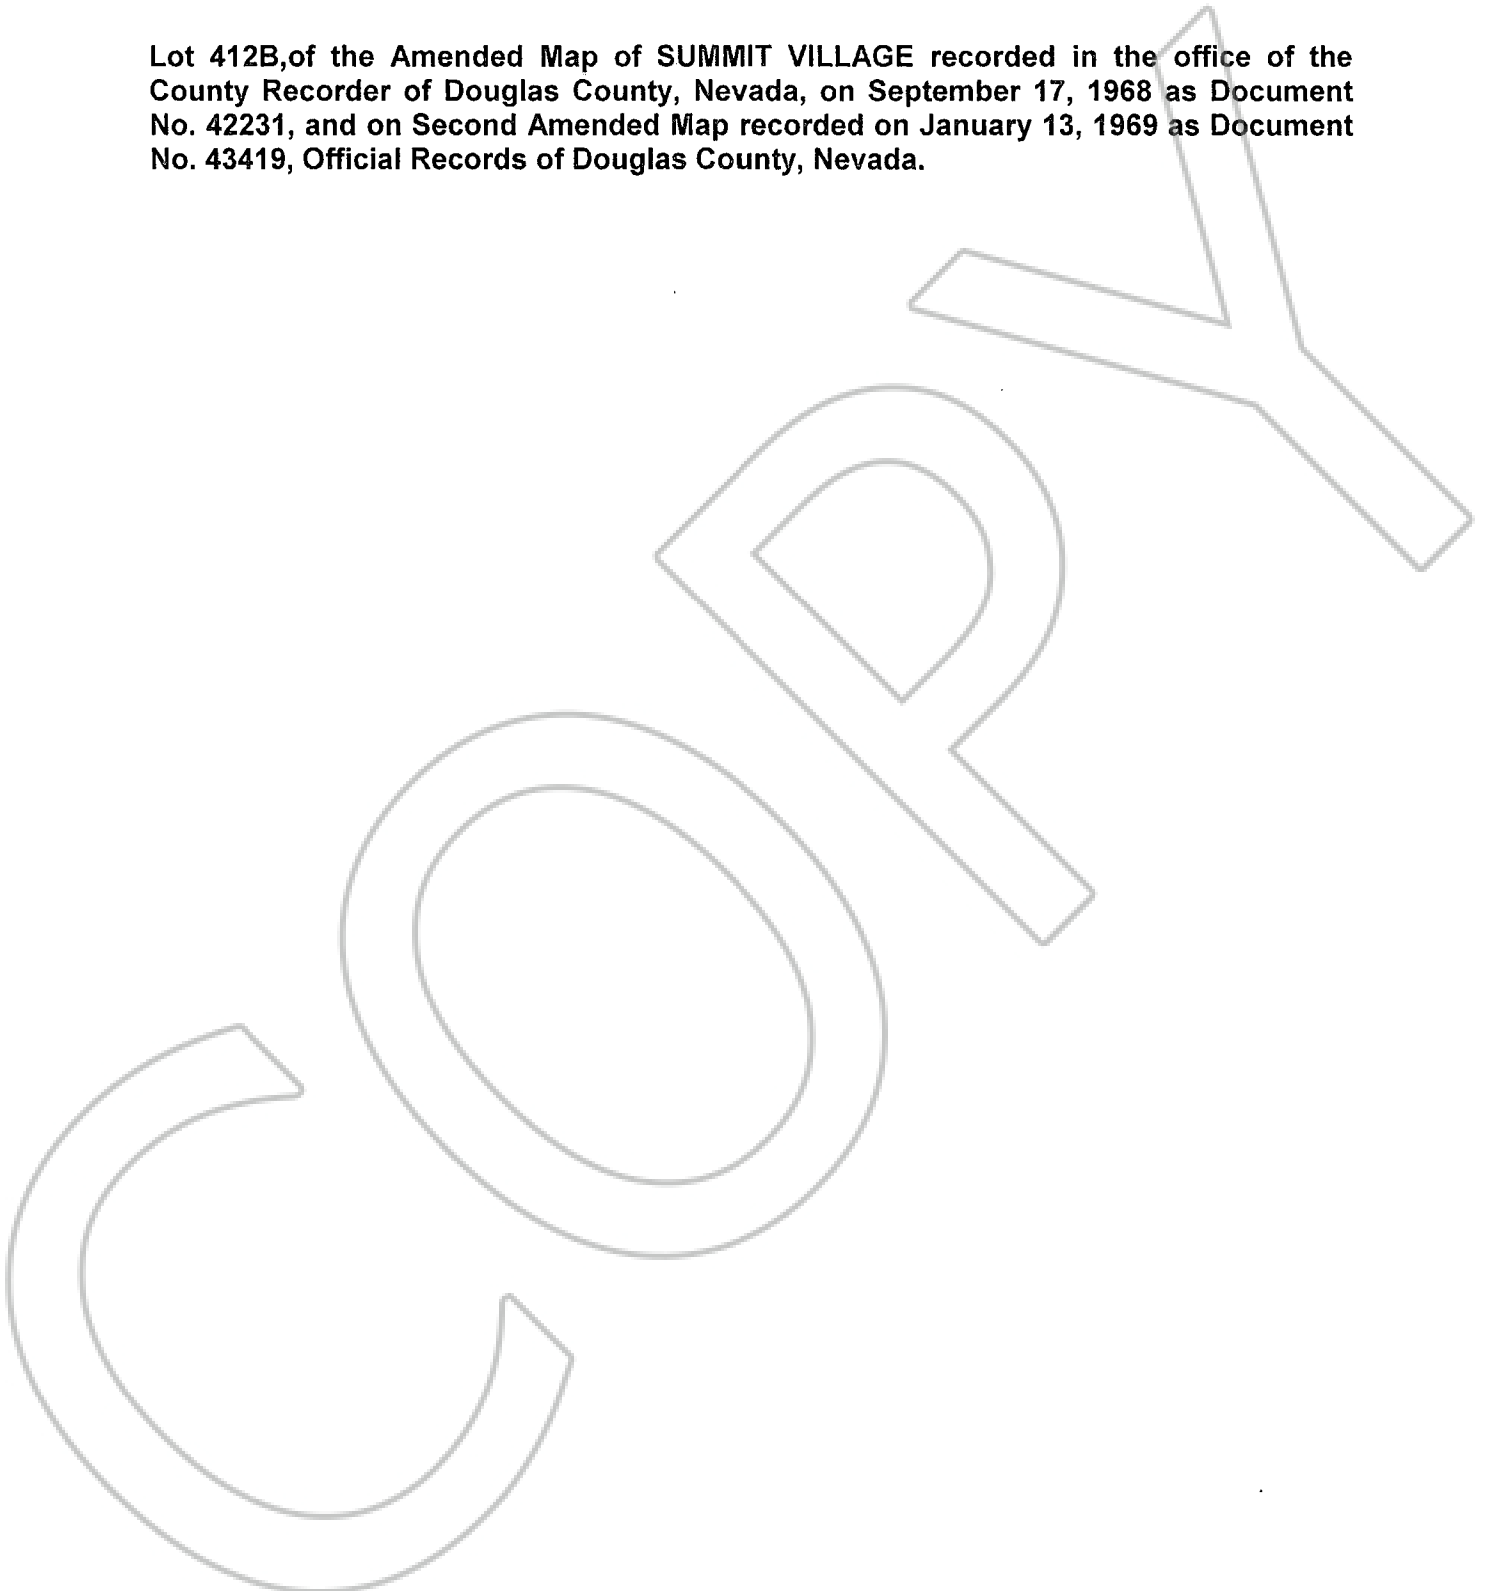 Lot 412B,of the Amended Map of SUMMIT VILLAGE recorded in the office of the
County Recorder of Douglas County, Nevada, on September 17, 1968 as Document
No. 42231, and on Second Amended Map recorded on January 13, 1969 as Document
No. 43419, Official Records of Douglas County, Nevada.
COPY